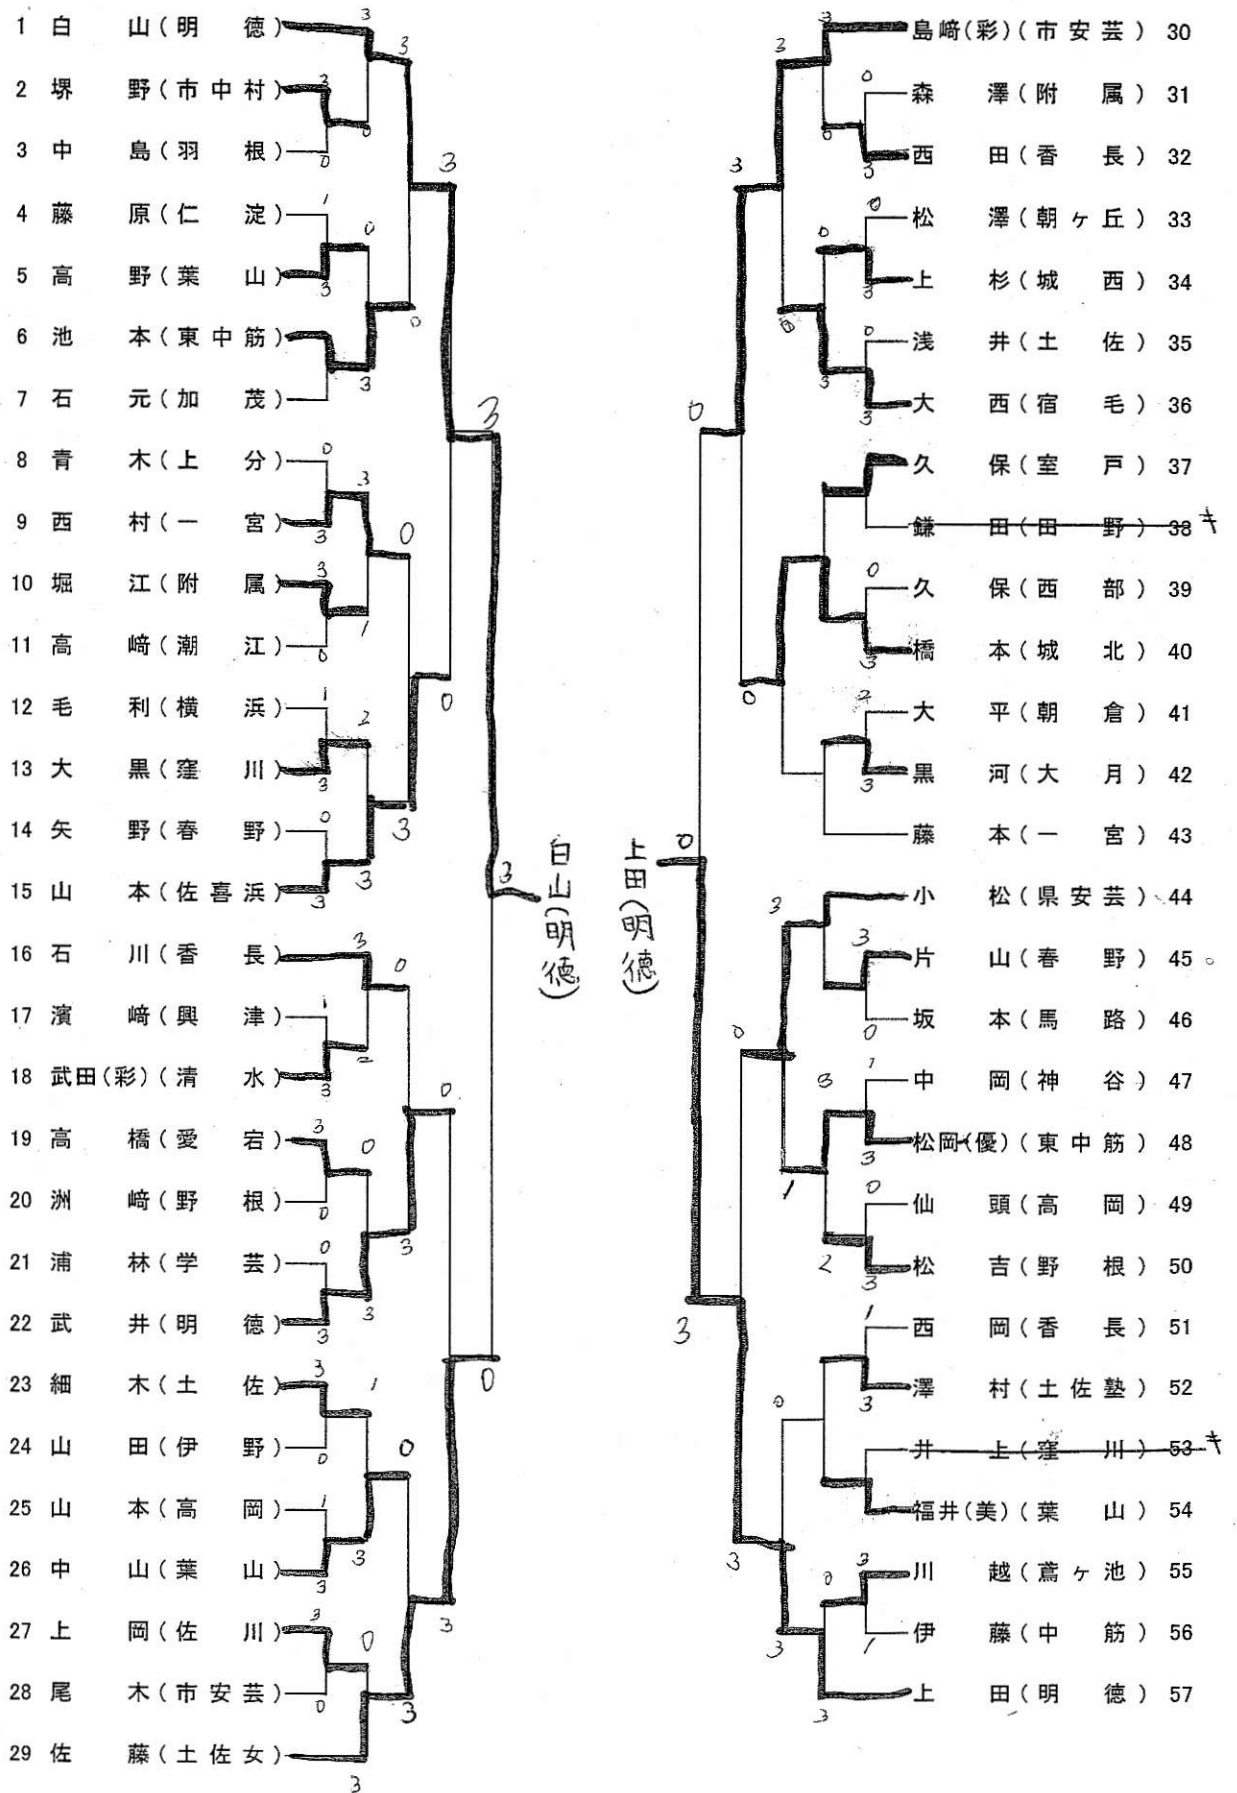 1 白 山(明 徳)
2 堺 野(市中村)
3 中 島(羽 根)
4 藤 原(仁 淀)
5 高 野(葉 山)
6 池 本(東中筋)
7 石 元(加 茂)
8 青 木(上 分)
9 西 村(一 宮)
10 堀 江(附 属)
11 高 﨑(潮 江)
12 毛 利(横 浜)
13 大 黒(窪 川)
14 矢 野(春 野)
15 山 本(佐喜浜)
16 石 川(香 長)
17 濱 﨑(興 津)
18 武田(彩)(清 水)
19 高 橋(愛 宕)
20 洲 﨑(野 根)
21 浦 林(学 芸)
22 武 井(明 徳)
23 細 木(土 佐)
24 山 田(伊 野)
25 山 本(高 岡)
26 中 山(葉 山)
27 上 岡(佐 川)
28 尾 木(市安芸)
29 佐 藤(土佐女)
白山(明徳)
上田(明徳)
島﨑(彩)(市安芸) 30
森 澤(附 属) 31
西 田(香 長) 32
松 澤(朝ヶ丘) 33
上 杉(城 西) 34
浅 井(土 佐) 35
大 西(宿 毛) 36
久 保(室 戸) 37
鎌 田(田 野) 38 キ
久 保(西 部) 39
橋 本(城 北) 40
大 平(朝 倉) 41
黒 河(大 月) 42
藤 本(一 宮) 43
小 松(県安芸) 44
片 山(春 野) 45
坂 本(馬 路) 46
中 岡(神 谷) 47
松岡(優)(東中筋) 48
仙 頭(高 岡) 49
松 吉(野 根) 50
西 岡(香 長) 51
澤 村(土佐塾) 52
井 上(窪 川) 53 キ
福井(美)(葉 山) 54
川 越(鳶ヶ池) 55
伊 藤(中 筋) 56
上 田(明 徳) 57